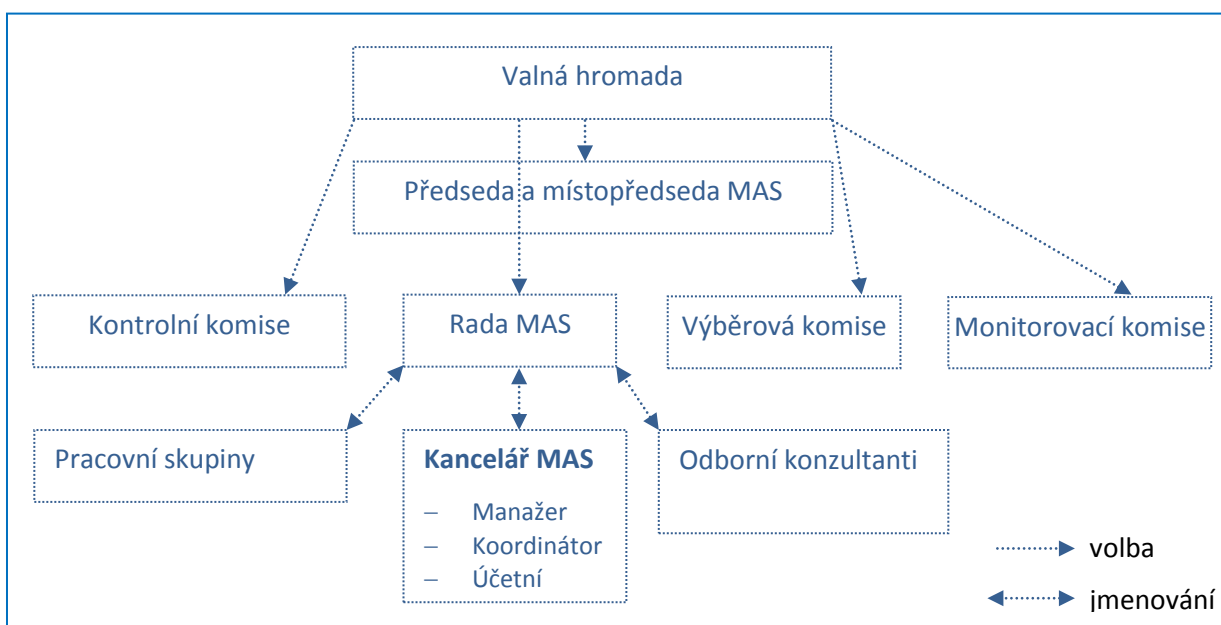 Valná hromada
Předseda a místopředseda MAS
Kontrolní komise
Rada MAS
Výběrová komise
Monitorovací komise
Pracovní skupiny
Kancelář MAS
– Manažer
– Koordinátor
– Účetní
Odborní konzultanti
volba
jmenování